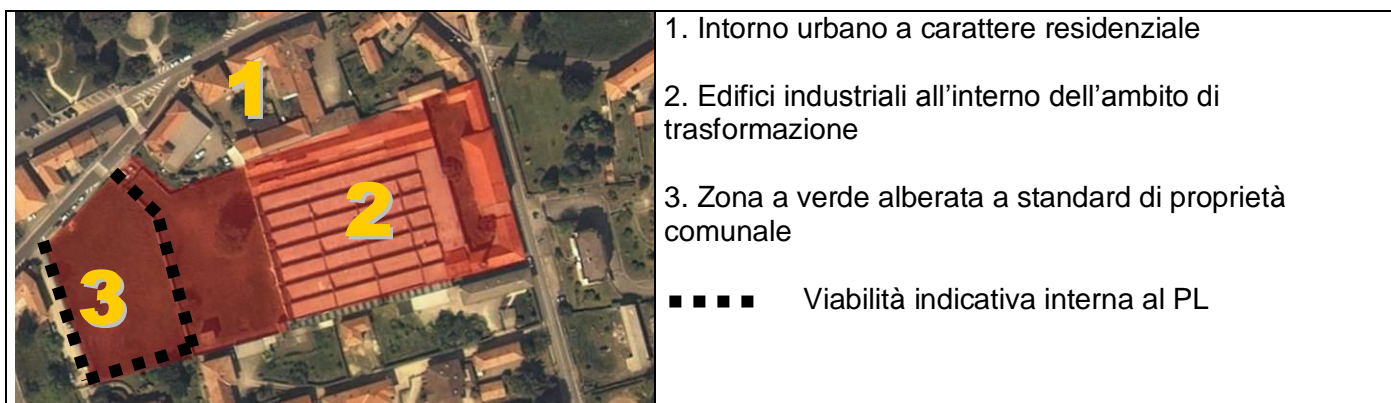 1
2
3
1. Intorno urbano a carattere residenziale
2. Edifici industriali all'interno dell'ambito di
trasformazione
3. Zona a verde alberata a standard di proprietà
comunale
Viabilità indicativa interna al PL